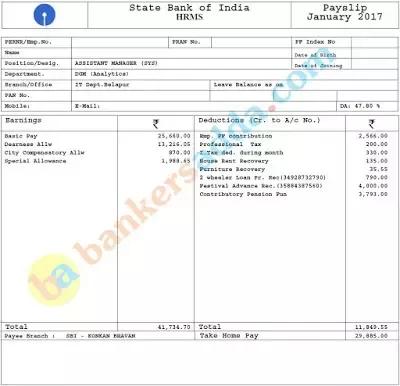 State Bank of India
HRMS
Payslip
January 2017
PERNR/Emp.No. PRAN No. PF Index No
Name Date of Birth
Position/Desig. ASSISTANT MANAGER (SYS) Date of Joining
Department. DGM (Analytics)
Branch/Office IT Dept.Belapur Leave Balance as on
PAN No.
Mobile: E-Mail: DA: 47.80 %
Earnings ₹ Deductions (Cr. to A/c No.) ₹
Basic Pay 25,660.00 Emp. PF contribution 2,566.00
Dearness Allw 13,216.05 Professional Tax 200.00
City Compensatory Allw 870.00 I.Tax ded. during month 330.00
Special Allowance 1,988.65 House Rent Recovery 135.00
Furniture Recovery 35.55
2 wheeler Loan Pr. Rec(34928732790) 790.00
Festival Advance Rec.(35884387560) 4,000.00
Contributory Pension Fun 3,793.00
bankersadda.com
ba
Total 41,734.70 Total 11,849.55
Payee Branch : SBI - KONKAN BHAVAN Take Home Pay 29,885.00